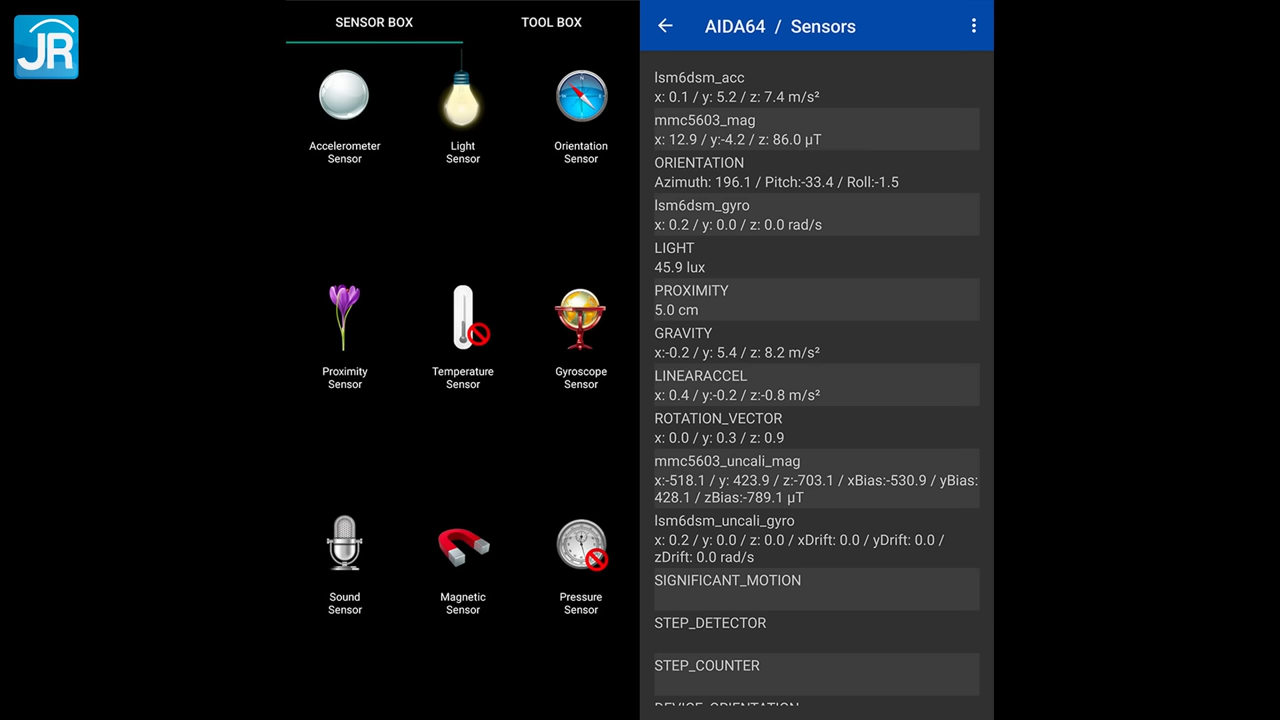 JR
SENSOR BOX
TOOL BOX
Accelerometer
Sensor
Light
Sensor
Orientation
Sensor
Proximity
Sensor
Temperature
Sensor
Gyroscope
Sensor
Sound
Sensor
Magnetic
Sensor
Pressure
Sensor
AIDA64 / Sensors
lsm6dsm_acc
x: 0.1 / y: 5.2 / z: 7.4 m/s²
mmc5603_mag
x: 12.9 / y:-4.2 / z: 86.0 μT
ORIENTATION
Azimuth: 196.1 / Pitch:-33.4 / Roll:-1.5
lsm6dsm_gyro
x: 0.2 / y: 0.0 / z: 0.0 rad/s
LIGHT
45.9 lux
PROXIMITY
5.0 cm
GRAVITY
x:-0.2 / y: 5.4 / z: 8.2 m/s²
LINEARACCEL
x: 0.4 / y:-0.2 / z:-0.8 m/s²
ROTATION_VECTOR
x: 0.0 / y: 0.3 / z: 0.9
mmc5603_uncali_mag
x:-518.1 / y: 423.9 / z:-703.1 / xBias:-530.9 / yBias:
428.1 / zBias:-789.1 μT
lsm6dsm_uncali_gyro
x: 0.2 / y: 0.0 / z: 0.0 / xDrift: 0.0 / yDrift: 0.0 /
zDrift: 0.0 rad/s
SIGNIFICANT_MOTION
STEP_DETECTOR
STEP_COUNTER
DEVICE_ORIENTATION